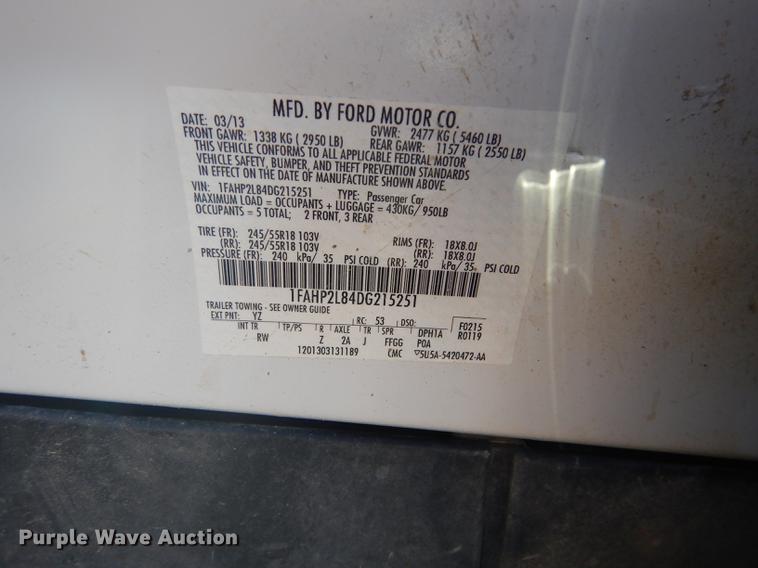 MFD. BY FORD MOTOR CO.
DATE: 03/13 GVWR: 2477 KG ( 5460 LB)
FRONT GAWR: 1338 KG ( 2950 LB) REAR GAWR: 1157 KG ( 2550 LB)
THIS VEHICLE CONFORMS TO ALL APPLICABLE FEDERAL MOTOR
VEHICLE SAFETY, BUMPER, AND THEFT PREVENTION STANDARDS
IN EFFECT ON THE DATE OF MANUFACTURE SHOWN ABOVE.
VIN: 1FAHP2L84DG215251 TYPE: Passenger Car
MAXIMUM LOAD = OCCUPANTS + LUGGAGE = 430KG/950LB
OCCUPANTS = 5 TOTAL; 2 FRONT, 3 REAR
TIRE (FR): 245/55R18 103V RIMS (FR): 18X8.0J
(RR): 245/55R18 103V (RR): 18X8.0J
PRESSURE (FR): 240 kPa/ 35 PSI COLD (RR): 240 kPa/ 35 PSI COLD
1FAHP2L84DG215251
TRAILER TOWING - SEE OWNER GUIDE
EXT PNT: YZ RC: 53 DSO: F0215
INT TR TP/PS R AXLE TR SPR DPH1A R0119
RW Z 2A J FFGG POA
1201303131189 CMC 5U5A-5420472-AA
Purple Wave Auction